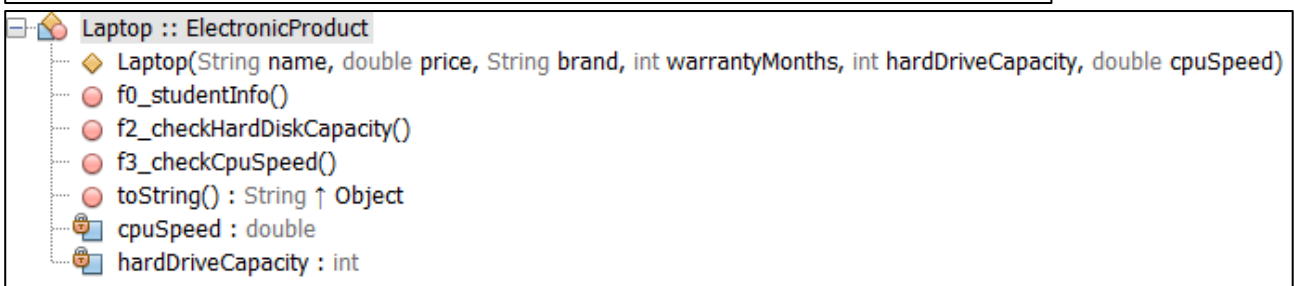 Laptop :: ElectronicProduct
Laptop(String name, double price, String brand, int warrantyMonths, int hardDriveCapacity, double cpuSpeed)
f0_studentInfo()
f2_checkHardDiskCapacity()
f3_checkCpuSpeed()
toString() : String ↑ Object
cpuSpeed : double
hardDriveCapacity : int